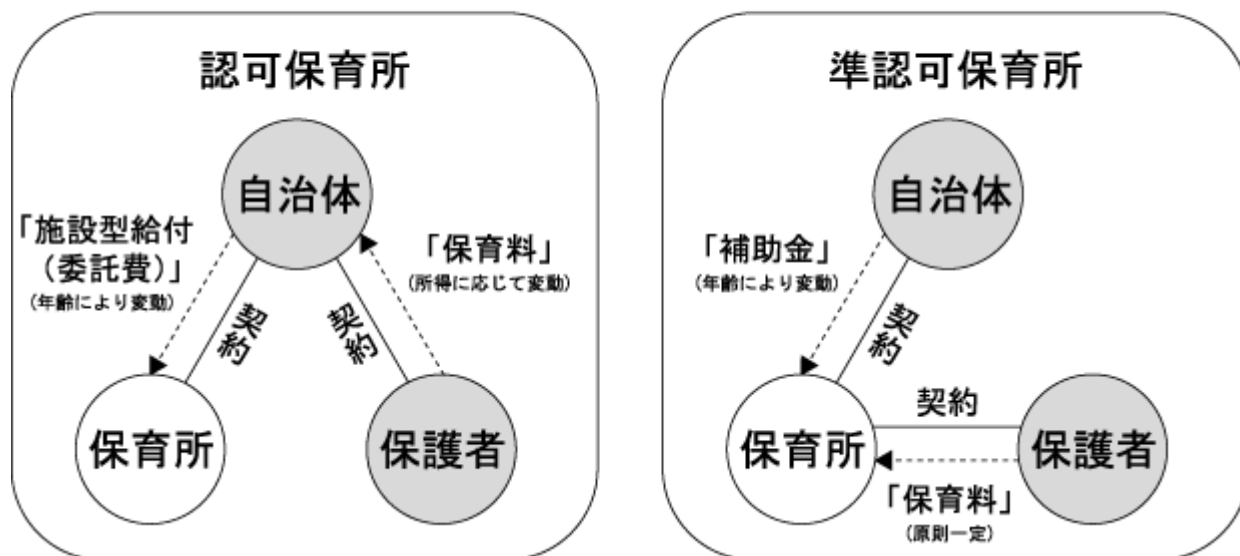 認可保育所
自治体
「施設型給付
（委託費）」
（年齢により変動）
「保育料」
（所得に応じて変動）
契約
契約
保育所
保護者
準認可保育所
自治体
「補助金」
（年齢により変動）
契約
契約
保育所
保護者
「保育料」
（原則一定）